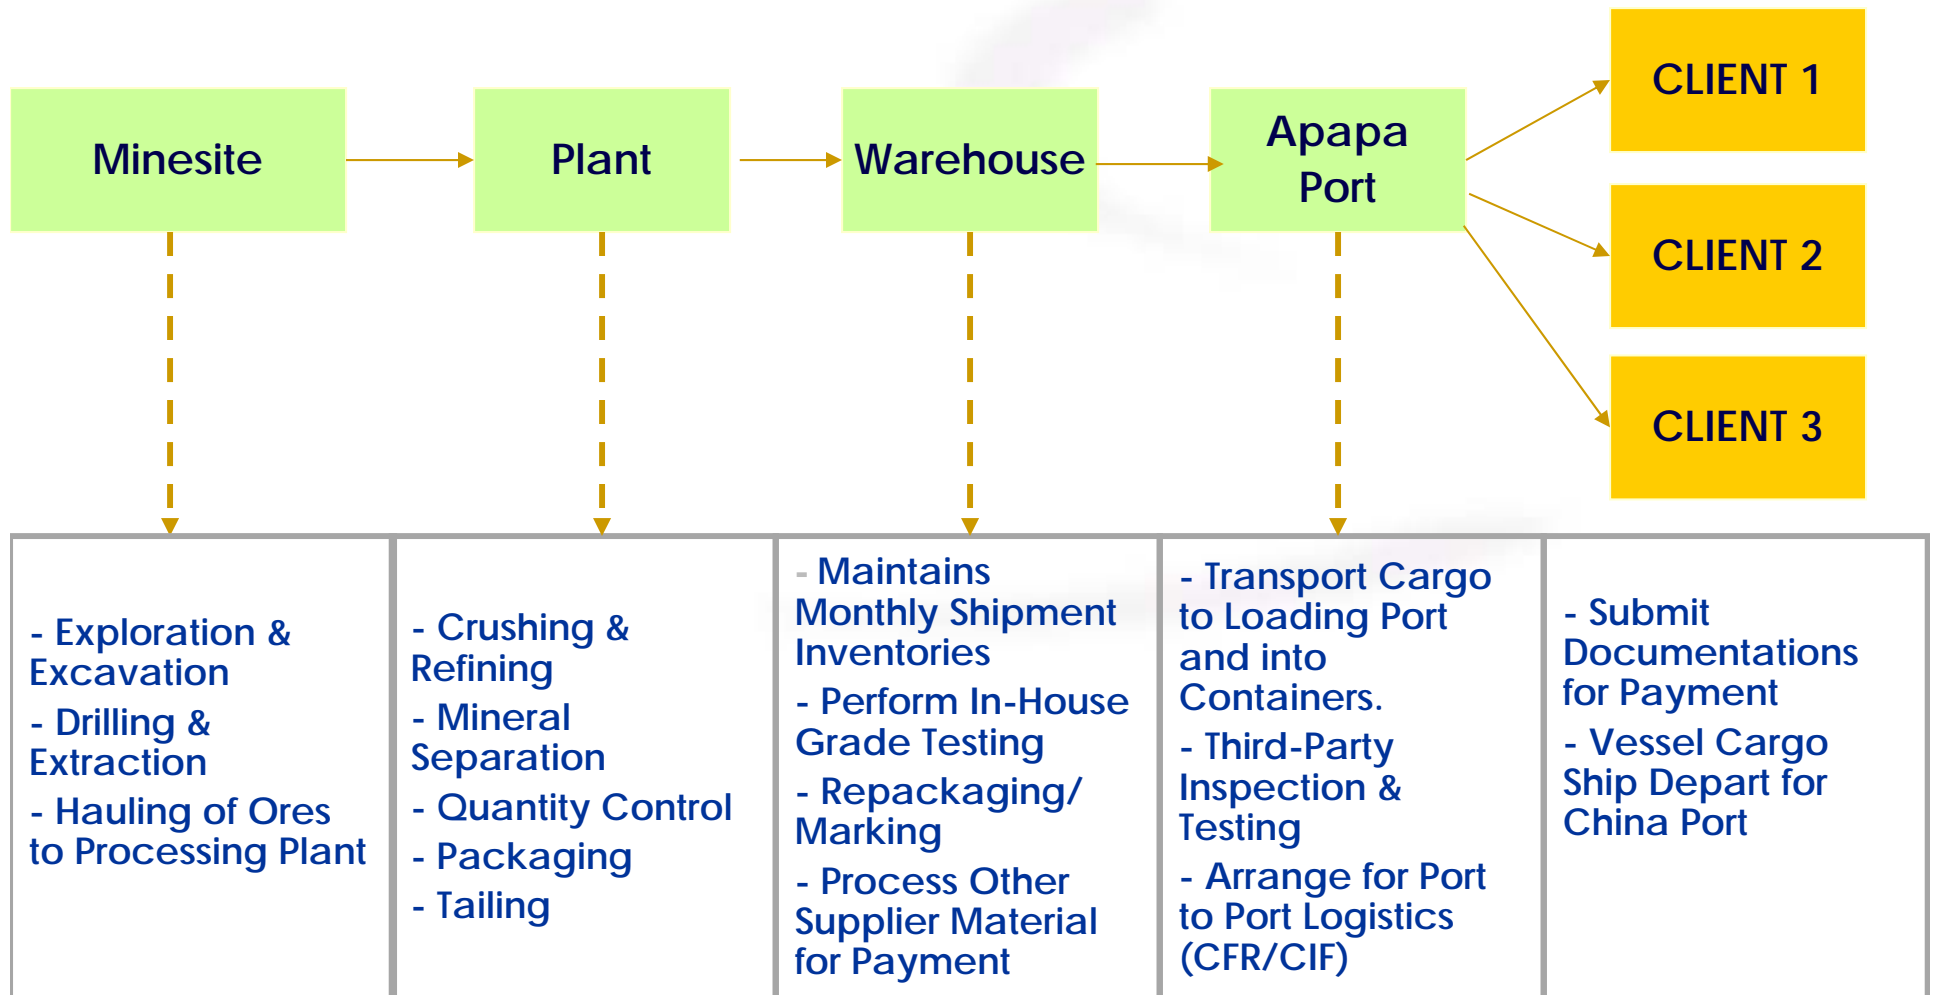 Minesite
Plant
Warehouse
Apapa
Port
CLIENT 1
CLIENT 2
CLIENT 3
- Exploration &
Excavation
- Drilling &
Extraction
- Hauling of Ores
to Processing Plant
- Crushing &
Refining
- Mineral
Separation
- Quantity Control
- Packaging
- Tailing
- Maintains
Monthly Shipment
Inventories
- Perform In-House
Grade Testing
- Repackaging/
Marking
- Process Other
Supplier Material
for Payment
- Transport Cargo
to Loading Port
and into
Containers.
- Third-Party
Inspection &
Testing
- Arrange for Port
to Port Logistics
(CFR/CIF)
- Submit
Documentations
for Payment
- Vessel Cargo
Ship Depart for
China Port